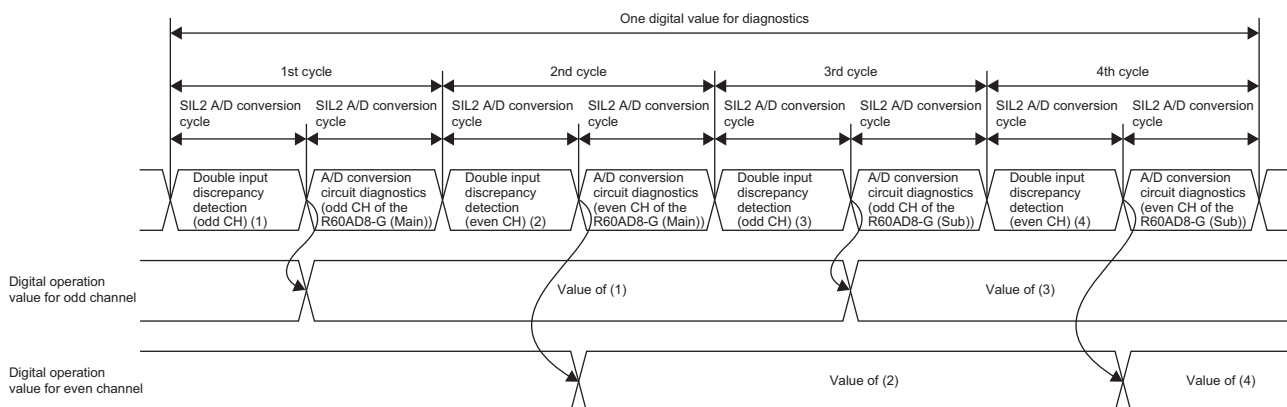 One digital value for diagnostics
1st cycle
2nd cycle
3rd cycle
4th cycle
SIL2 A/D conversion
cycle
SIL2 A/D conversion
cycle
SIL2 A/D conversion
cycle
SIL2 A/D conversion
cycle
SIL2 A/D conversion
cycle
SIL2 A/D conversion
cycle
SIL2 A/D conversion
cycle
SIL2 A/D conversion
cycle
Double input
discrepancy
detection
(odd CH) (1)
A/D conversion
circuit diagnostics
(odd CH of the
R60AD8-G (Main))
Double input
discrepancy
detection
(even CH) (2)
A/D conversion
circuit diagnostics
(even CH of the
R60AD8-G (Main))
Double input
discrepancy
detection
(odd CH) (3)
A/D conversion
circuit diagnostics
(odd CH of the
R60AD8-G (Sub))
Double input
discrepancy
detection
(even CH) (4)
A/D conversion
circuit diagnostics
(even CH of the
R60AD8-G (Sub))
Digital operation
value for odd channel
Value of (1)
Value of (3)
Digital operation
value for even channel
Value of (2)
Value of (4)